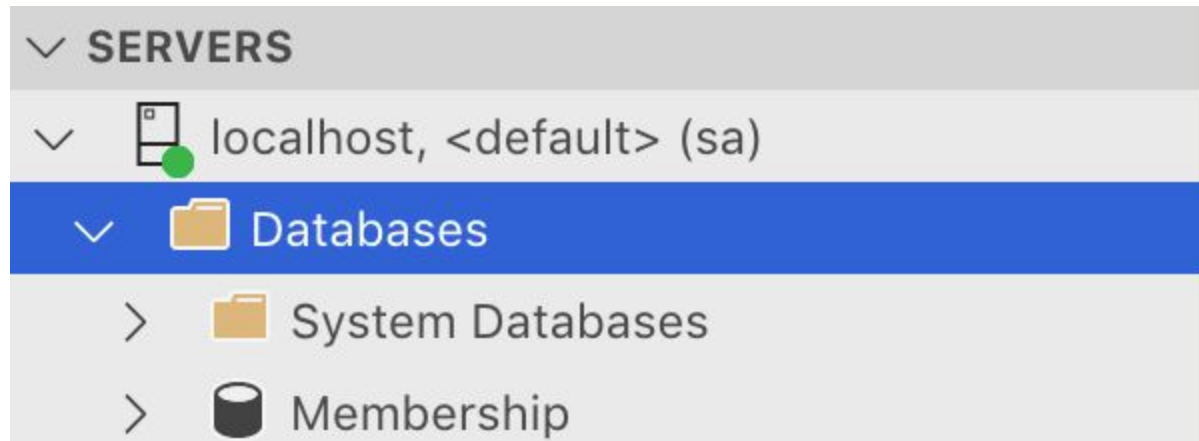 SERVERS
localhost, <default> (sa)
Databases
System Databases
Membership